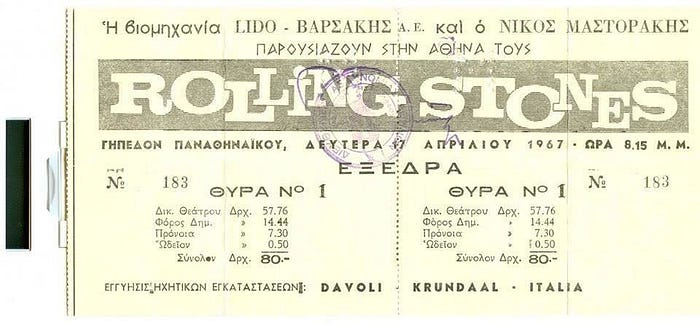 Ἡ βιομηχανία LIDO - ΒΑΡΣΑΚΗΣ Α.Ε. καὶ ὁ ΝΙΚΟΣ ΜΑΣΤΟΡΑΚΗΣ
ΠΑΡΟΥΣΙΑΖΟΥΝ ΣΤΗΝ ΑΘΗΝΑ ΤΟΥΣ
ROLLING STONES
ΓΗΠΕΔΟΝ ΠΑΝΑΘΗΝΑΪΚΟΥ, ΔΕΥΤΕΡΑ 17 ΑΠΡΙΛΙΟΥ 1967 - ΩΡΑ 8,15 Μ.Μ.
ΕΞΕΔΡΑ
№ 183 № 183
ΘΥΡΑ Νο 1 ΘΥΡΑ Νο 1
Δικ. Θεάτρου Δρχ. 57.76 Δικ. Θεάτρου Δρχ. 57.76
Φόρος Δημ. » 14.44 Φόρος Δημ. » 14.44
Πρόνοια » 7.30 Πρόνοια » 7.30
Ὠδεῖον » 0.50 Ὠδεῖον » 0.50
Σύνολον Δρχ. 80.- Σύνολον Δρχ. 80.-
ΕΓΓΥΗΣΙΣ ΗΧΗΤΙΚΩΝ ΕΓΚΑΤΑΣΤΑΣΕΩΝ: DAVOLI - KRUNDAAL - ITALIA